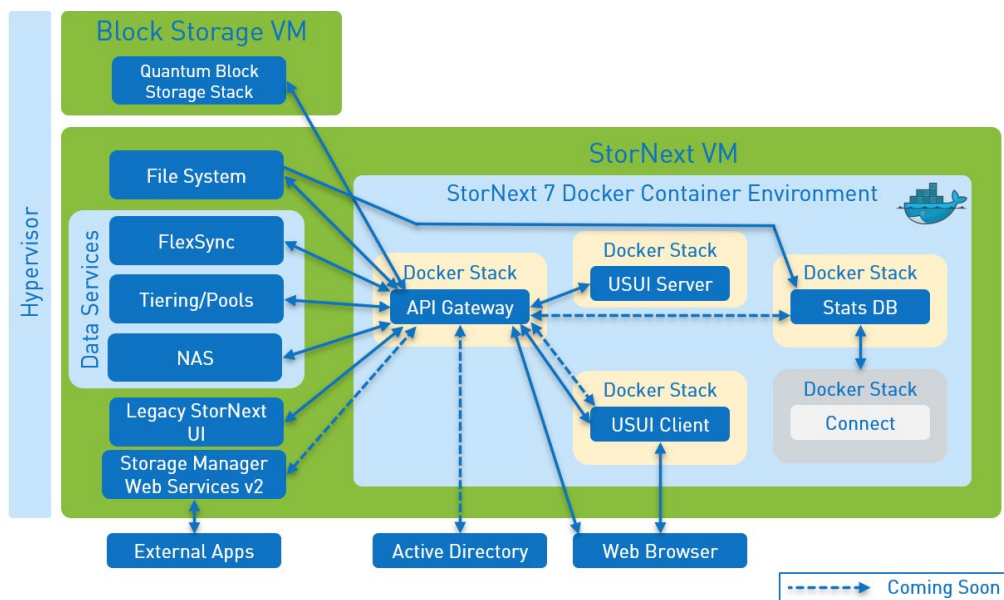 Hypervisor
Block Storage VM
Quantum Block
Storage Stack
StorNext VM
File System
StorNext 7 Docker Container Environment
Data Services
FlexSync
Tiering/Pools
NAS
Docker Stack
API Gateway
Docker Stack
USUI Server
Docker Stack
Stats DB
Docker Stack
USUI Client
Docker Stack
Connect
Legacy StorNext
UI
Storage Manager
Web Services v2
External Apps
Active Directory
Web Browser
Coming Soon